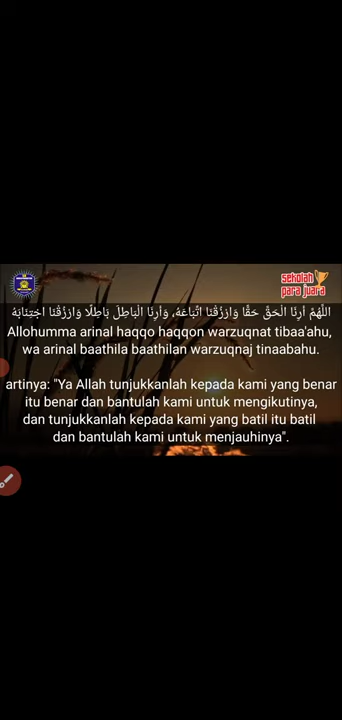 sekolah
para juara
اللَّهُمَّ أَرِنَا الْحَقَّ حَقًّا وَارْزُقْنَا اتِّبَاعَهُ، وَأَرِنَا الْبَاطِلَ بَاطِلًا وَارْزُقْنَا اجْتِنَابَهُ
Allohumma arinal haqqo haqqon warzuqnat tibaa'ahu,
wa arinal baathila baathilan warzuqnaj tinaabahu.
artinya: "Ya Allah tunjukkanlah kepada kami yang benar
itu benar dan bantulah kami untuk mengikutinya,
dan tunjukkanlah kepada kami yang batil itu batil
dan bantulah kami untuk menjauhinya".